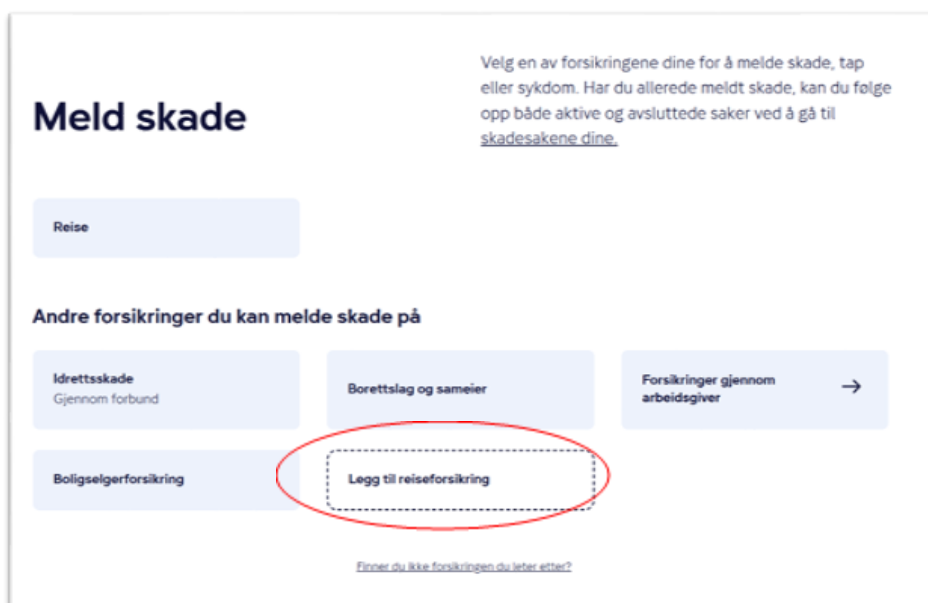 Meld skade
Velg en av forsikringene dine for å melde skade, tap
eller sykdom. Har du allerede meldt skade, kan du følge
opp både aktive og avsluttede saker ved å gå til
skadesakene dine.
Reise
Andre forsikringer du kan melde skade på
Idrettsskade
Gjennom forbund
Borettslag og sameier
Forsikringer gjennom
arbeidsgiver
Boligselgerforsikring
Legg til reiseforsikring
Finner du ikke forsikringen du leter etter?